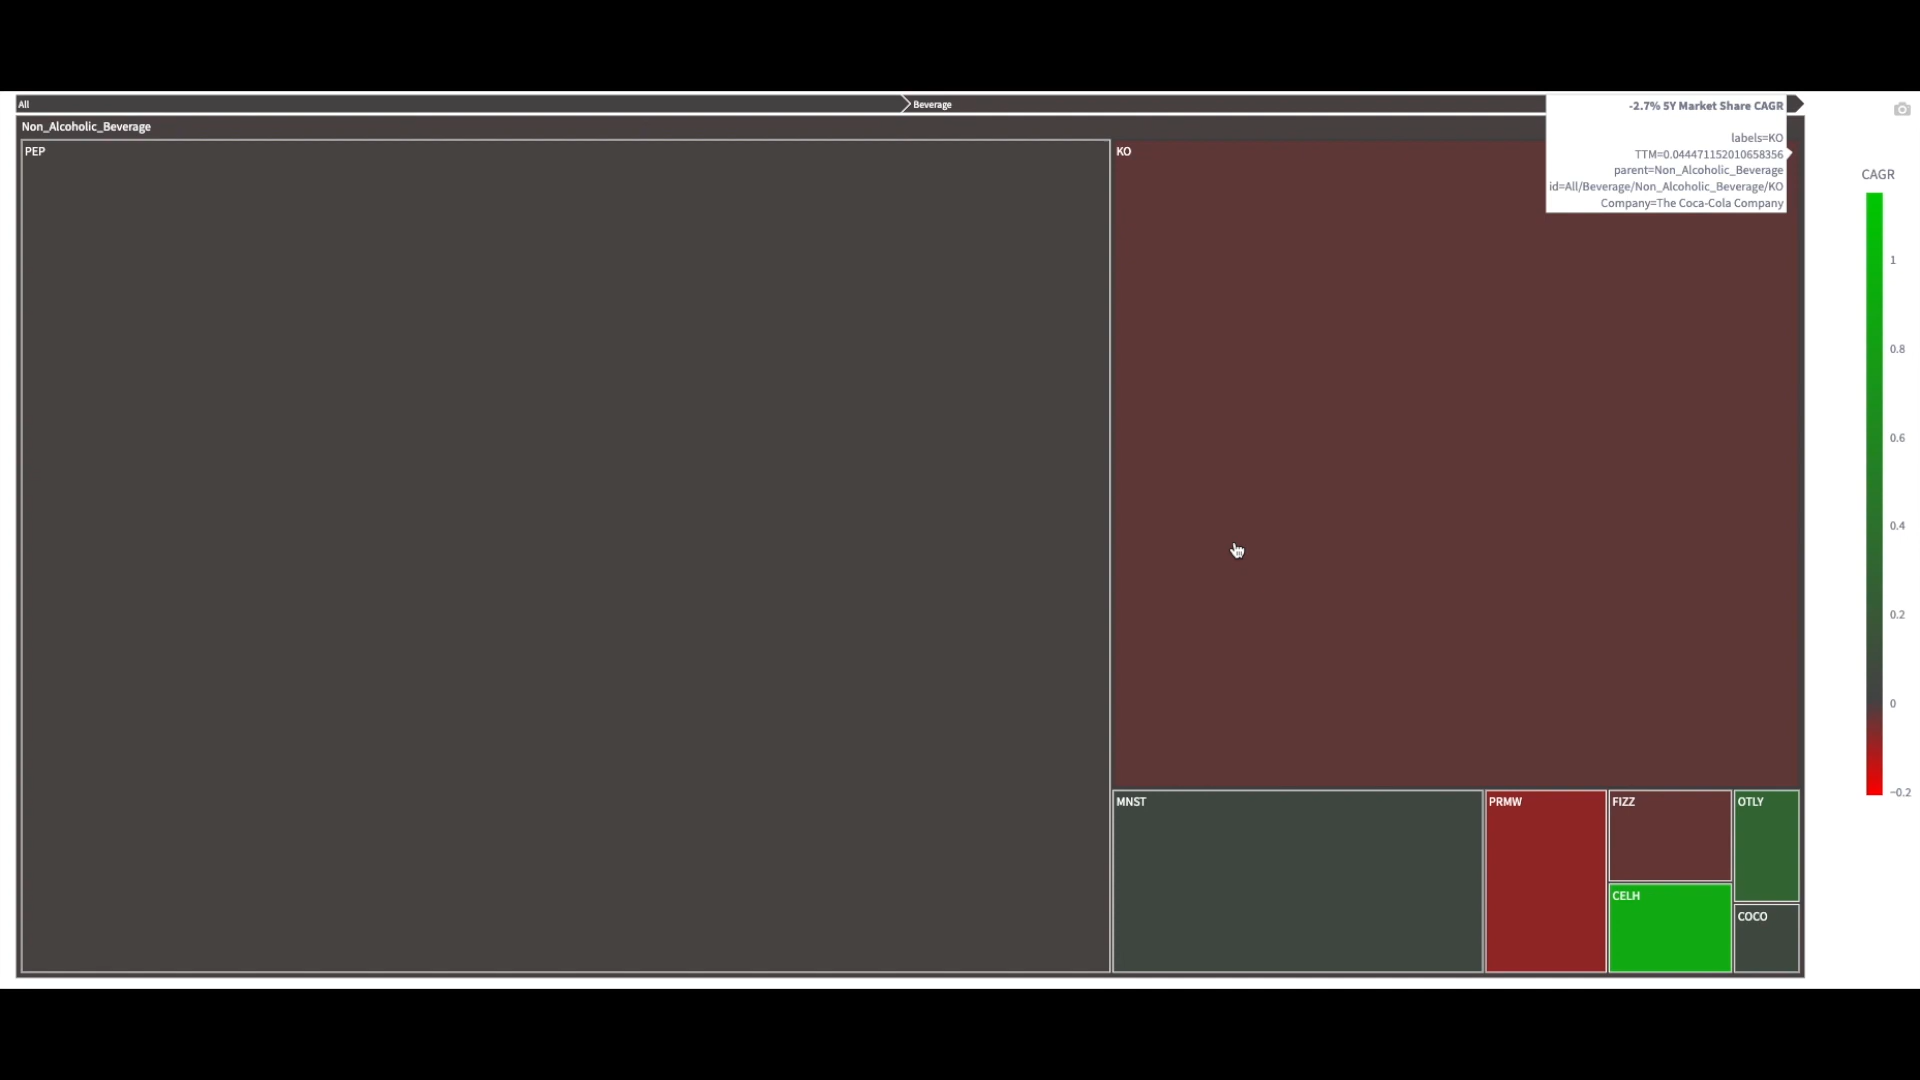 All
Beverage
Non_Alcoholic_Beverage
PEP
KO
-2.7% 5Y Market Share CAGR
labels=KO
TTM=0.044471152010658356
parent=Non_Alcoholic_Beverage
id=All/Beverage/Non_Alcoholic_Beverage/KO
Company=The Coca-Cola Company
CAGR
1
0.8
0.6
0.4
0.2
0
−0.2
MNST
PRMW
FIZZ
OTLY
CELH
COCO